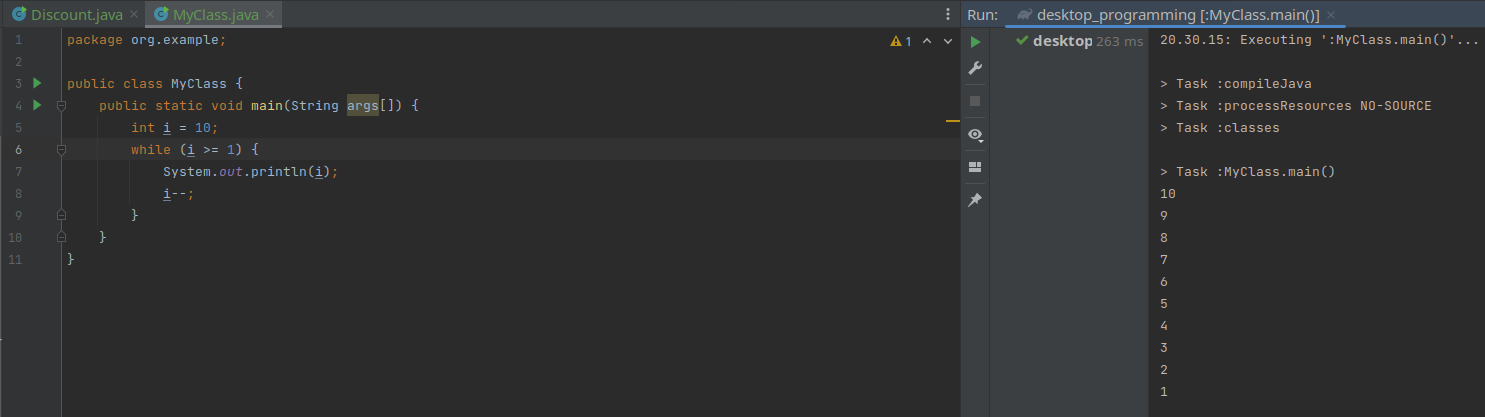 Discount.java MyClass.java
1 package org.example;
2
3 public class MyClass {
4 public static void main(String args[]) {
5 int i = 10;
6 while (i >= 1) {
7 System.out.println(i);
8 i--;
9 }
10 }
11 }
1
Run: desktop_programming [:MyClass.main()]
desktop 263 ms
20.30.15: Executing ':MyClass.main()'...
> Task :compileJava
> Task :processResources NO-SOURCE
> Task :classes
> Task :MyClass.main()
10
9
8
7
6
5
4
3
2
1